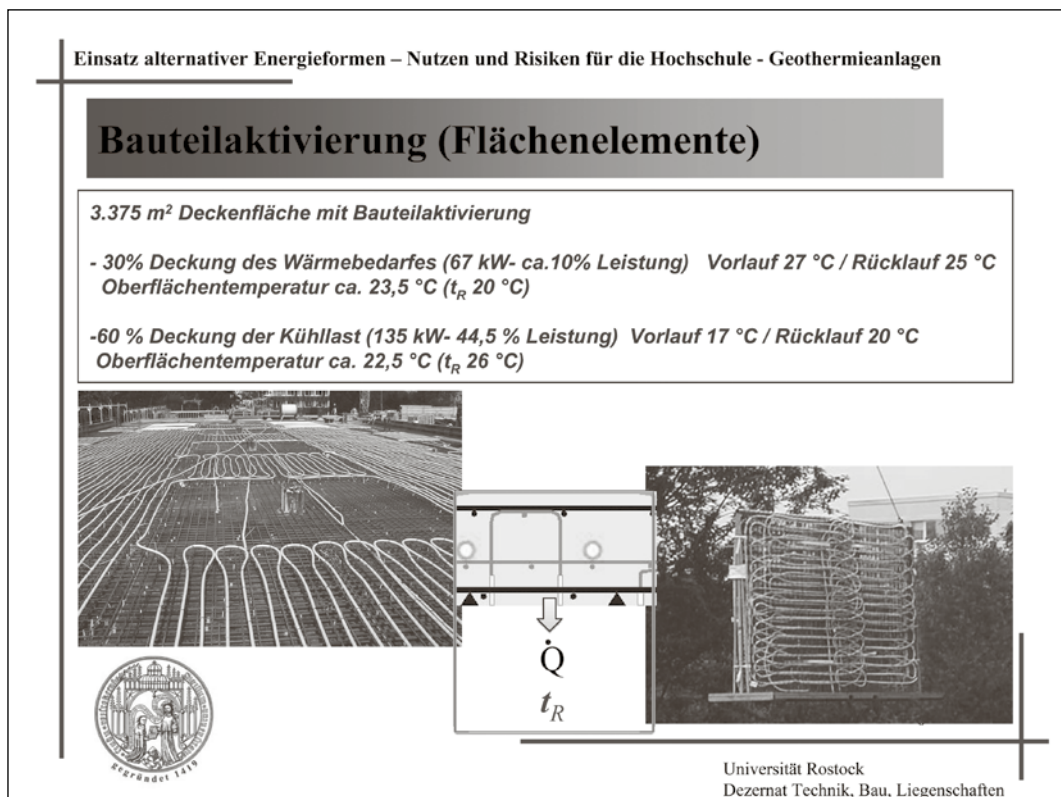 Einsatz alternativer Energieformen – Nutzen und Risiken für die Hochschule - Geothermieanlagen
Bauteilaktivierung (Flächenelemente)
3.375 m² Deckenfläche mit Bauteilaktivierung
- 30% Deckung des Wärmebedarfes (67 kW- ca.10% Leistung) Vorlauf 27 °C / Rücklauf 25 °C
Oberflächentemperatur ca. 23,5 °C (tR 20 °C)
-60 % Deckung der Kühllast (135 kW- 44,5 % Leistung) Vorlauf 17 °C / Rücklauf 20 °C
Oberflächentemperatur ca. 22,5 °C (tR 26 °C)
Q̇
tR
gegründet 1419
Universität Rostock
Dezernat Technik, Bau, Liegenschaften